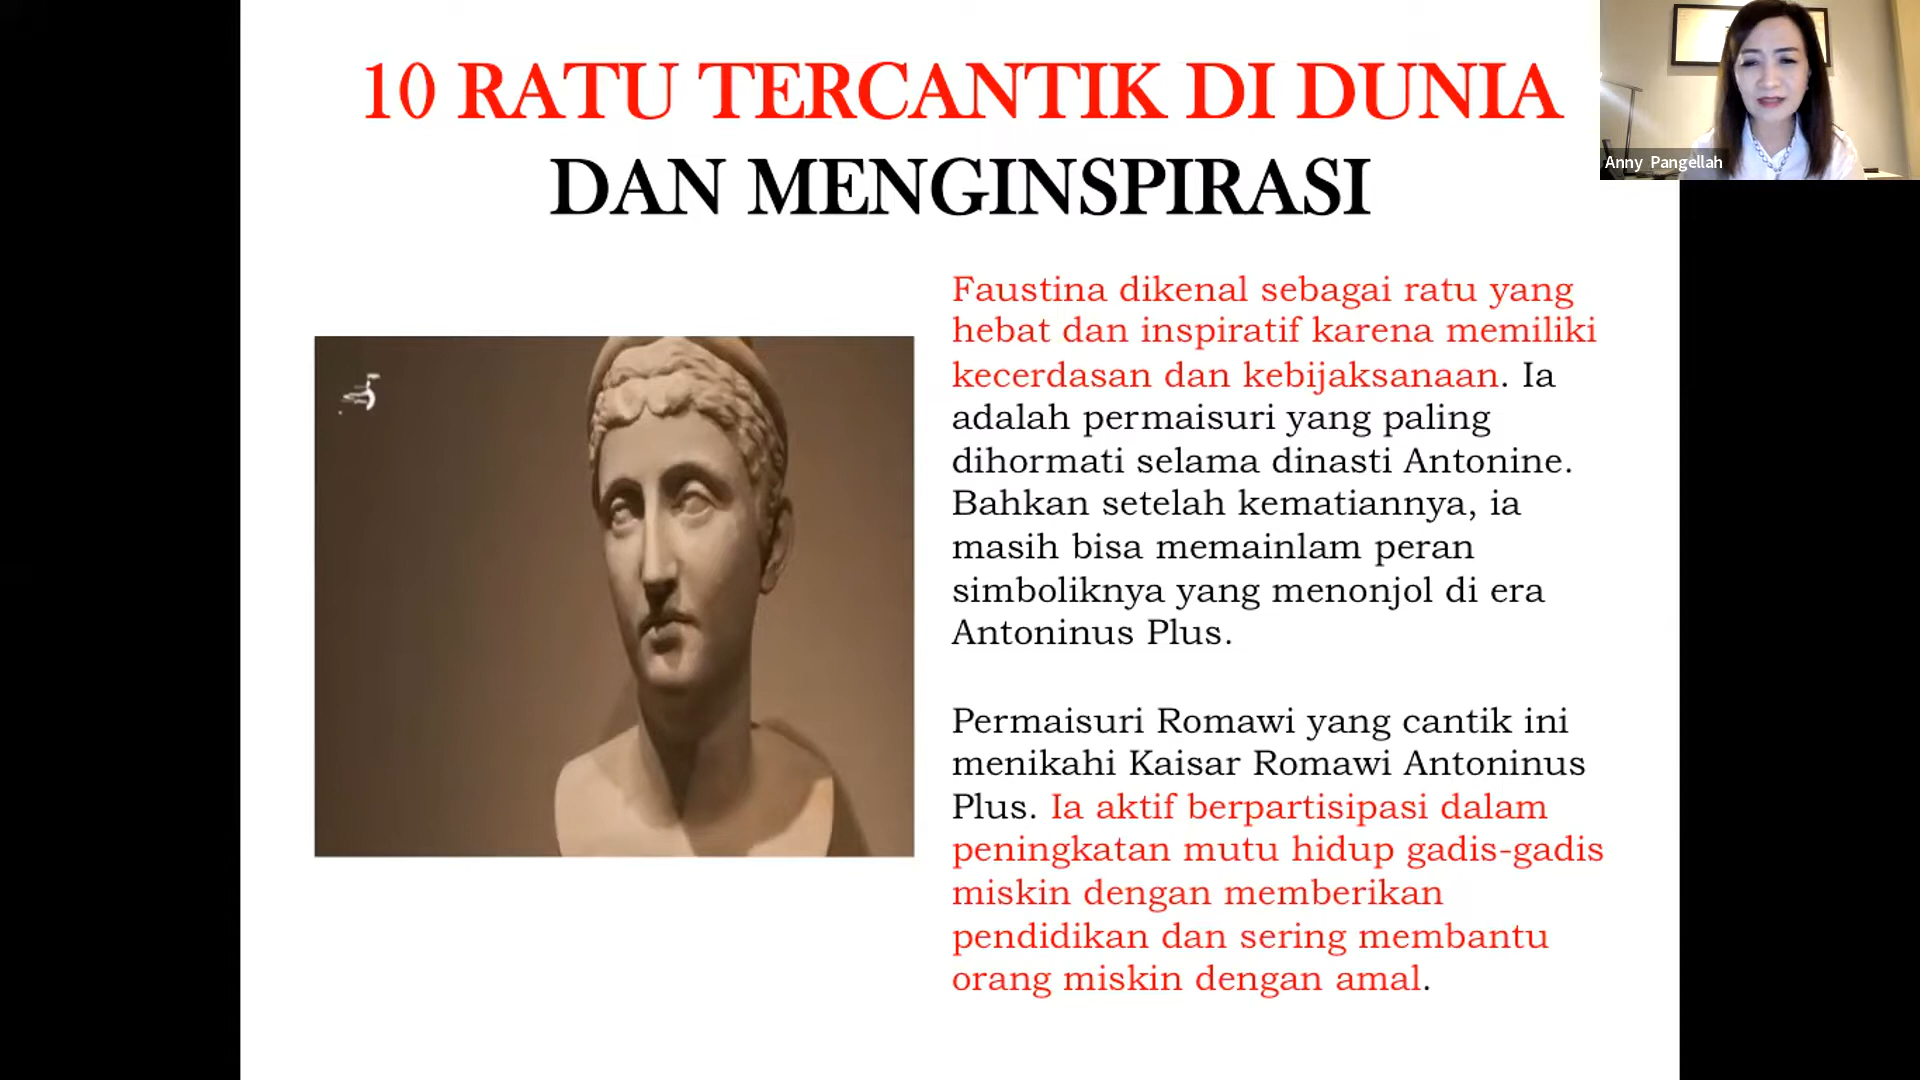 10 RATU TERCANTIK DI DUNIA
DAN MENGINSPIRASI
Anny Pangellah
Faustina dikenal sebagai ratu yang
hebat dan inspiratif karena memiliki
kecerdasan dan kebijaksanaan. Ia
adalah permaisuri yang paling
dihormati selama dinasti Antonine.
Bahkan setelah kematiannya, ia
masih bisa memainlam peran
simboliknya yang menonjol di era
Antoninus Plus.
Permaisuri Romawi yang cantik ini
menikahi Kaisar Romawi Antoninus
Plus. Ia aktif berpartisipasi dalam
peningkatan mutu hidup gadis-gadis
miskin dengan memberikan
pendidikan dan sering membantu
orang miskin dengan amal.